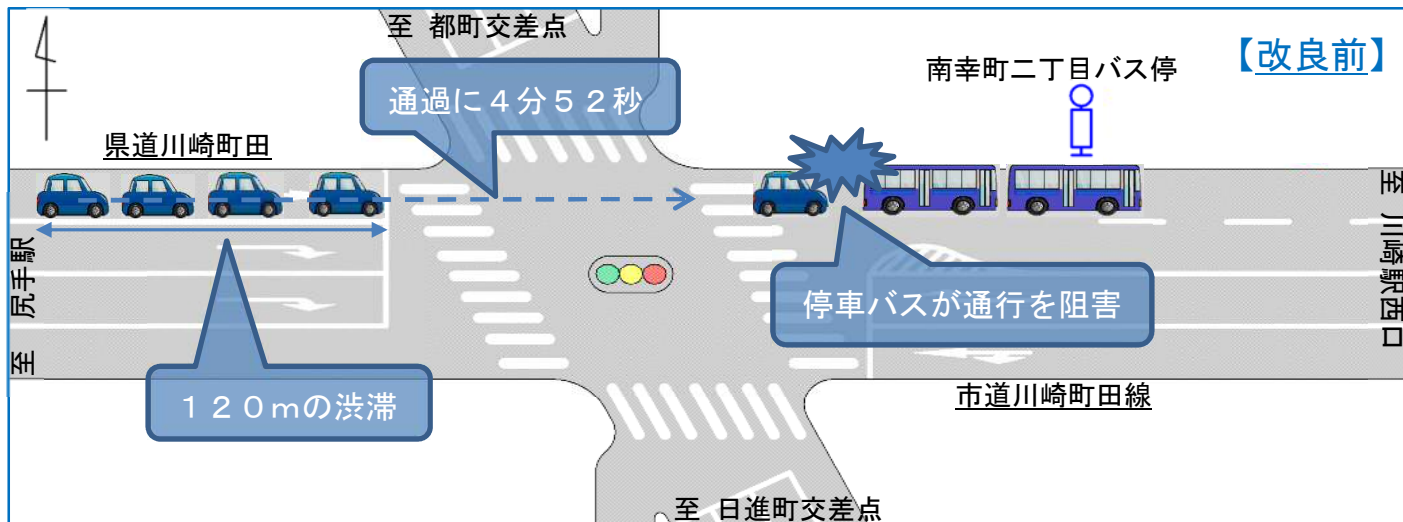 至 都町交差点
【改良前】
南幸町二丁目バス停
通過に４分５２秒
県道川崎町田
至 川崎駅西口
至 尻手駅
停車バスが通行を阻害
１２０ｍの渋滞
市道川崎町田線
至 日進町交差点